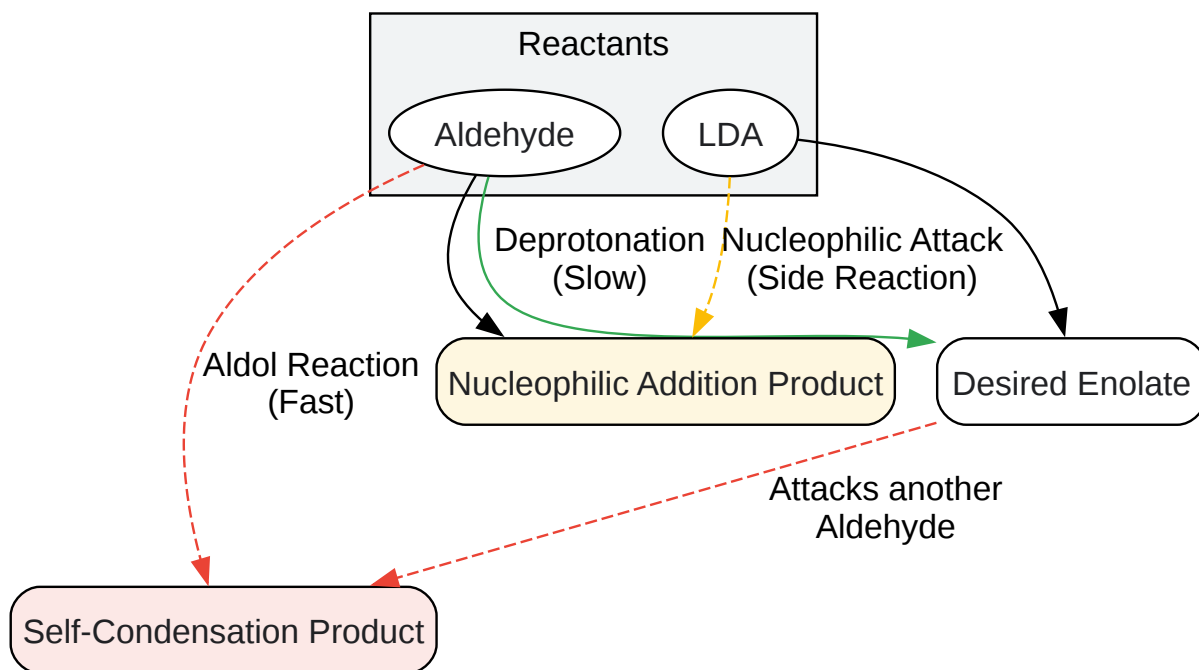 Reactants
Aldehyde
LDA
Deprotonation
(Slow)
Nucleophilic Attack
(Side Reaction)
Aldol Reaction
(Fast)
Nucleophilic Addition Product
Desired Enolate
Attacks another
Aldehyde
Self-Condensation Product